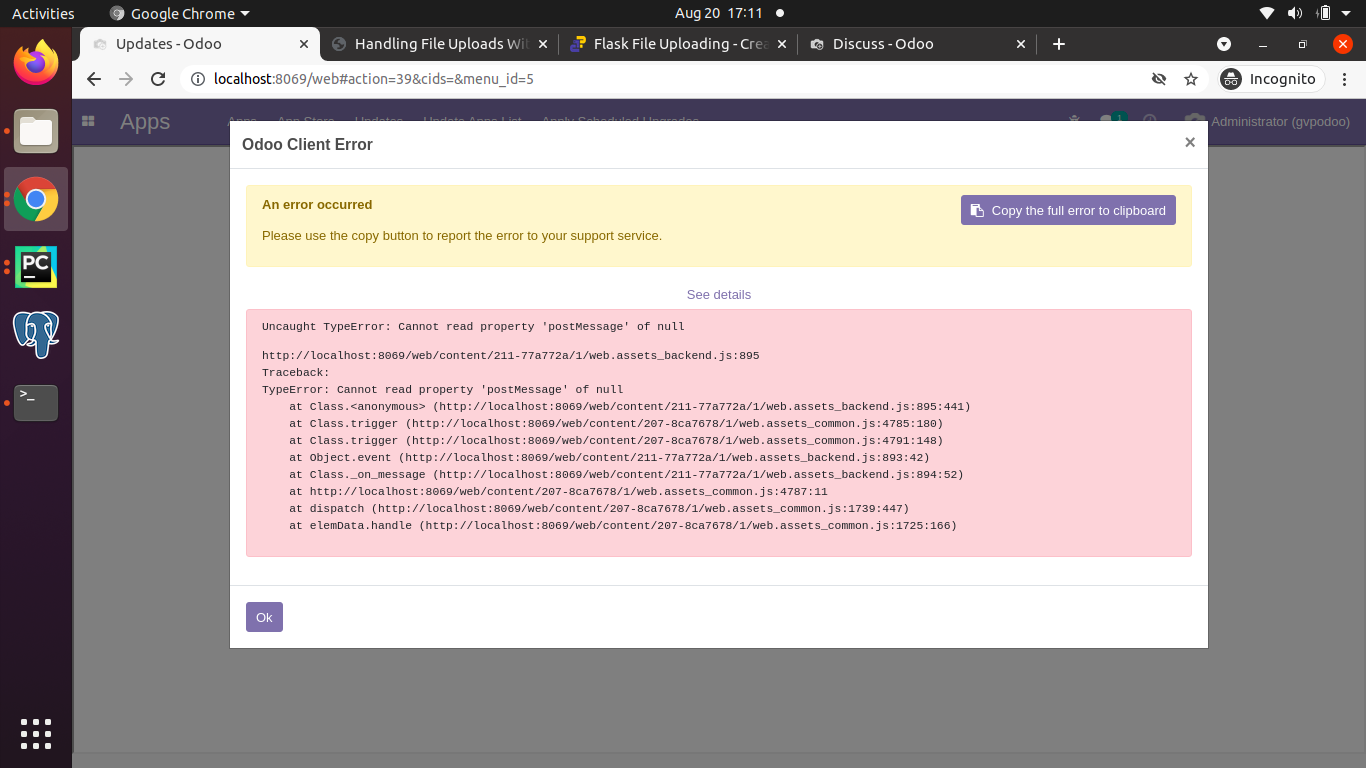 Activities
Google Chrome
Aug 20 17:11
Updates - Odoo
Handling File Uploads Wit
Flask File Uploading - Crea
Discuss - Odoo
localhost:8069/web#action=39&cids=&menu_id=5
Incognito
Apps
Apps
App Store
Updates
Update Apps List
Apply Scheduled Upgrades
1
Administrator (gvpodoo)
Odoo Client Error
×
An error occurred
Copy the full error to clipboard
Please use the copy button to report the error to your support service.
See details
Uncaught TypeError: Cannot read property 'postMessage' of null
http://localhost:8069/web/content/211-77a772a/1/web.assets_backend.js:895
Traceback:
TypeError: Cannot read property 'postMessage' of null
at Class.<anonymous> (http://localhost:8069/web/content/211-77a772a/1/web.assets_backend.js:895:441)
at Class.trigger (http://localhost:8069/web/content/207-8ca7678/1/web.assets_common.js:4785:180)
at Class.trigger (http://localhost:8069/web/content/207-8ca7678/1/web.assets_common.js:4791:148)
at Object.event (http://localhost:8069/web/content/211-77a772a/1/web.assets_backend.js:893:42)
at Class._on_message (http://localhost:8069/web/content/211-77a772a/1/web.assets_backend.js:894:52)
at http://localhost:8069/web/content/207-8ca7678/1/web.assets_common.js:4787:11
at dispatch (http://localhost:8069/web/content/207-8ca7678/1/web.assets_common.js:1739:447)
at elemData.handle (http://localhost:8069/web/content/207-8ca7678/1/web.assets_common.js:1725:166)
Ok
PC
>_